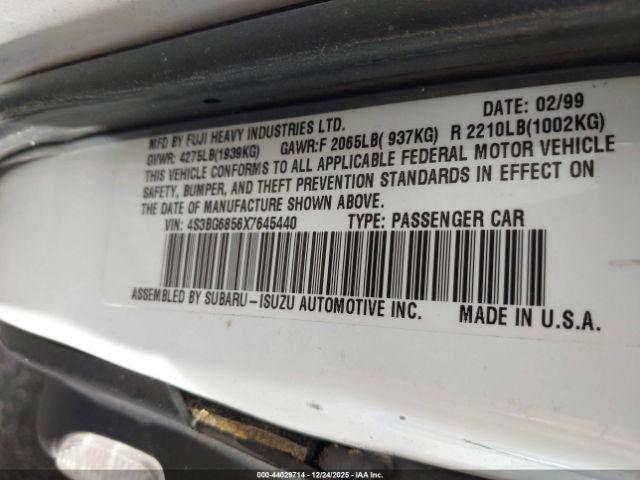 DATE: 02/99
MFD BY FUJI HEAVY INDUSTRIES LTD.
GVWR: 4275LB(1939KG) GAWR:F 2065LB( 937KG) R 2210LB(1002KG)
THIS VEHICLE CONFORMS TO ALL APPLICABLE FEDERAL MOTOR VEHICLE
SAFETY, BUMPER, AND THEFT PREVENTION STANDARDS IN EFFECT ON
THE DATE OF MANUFACTURE SHOWN ABOVE.
VIN: 4S3BG6856X7645440 TYPE: PASSENGER CAR
ASSEMBLED BY SUBARU-ISUZU AUTOMOTIVE INC. MADE IN U.S.A.
000-44029714 - 12/24/2025 - IAAI.com